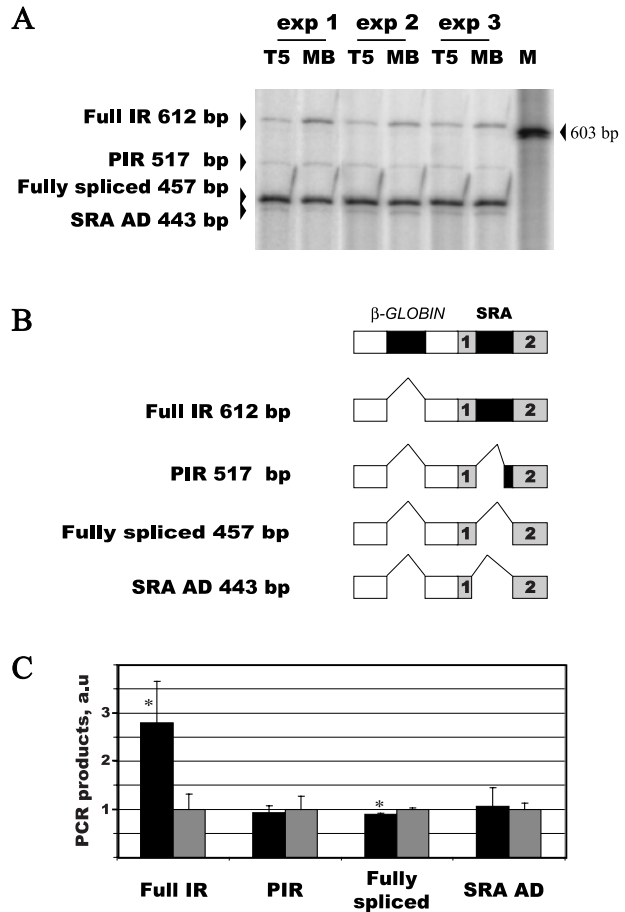 A
exp 1 exp 2 exp 3
T5 MB T5 MB T5 MB M
Full IR 612 bp
603 bp
PIR 517 bp
Fully spliced 457 bp
SRA AD 443 bp
B
β-GLOBIN SRA
1 2
Full IR 612 bp 1 2
PIR 517 bp 1 2
Fully spliced 457 bp 1 2
SRA AD 443 bp 1 2
C
PCR products, a.u
3
2
1
*
*
Full IR PIR Fully spliced SRA AD